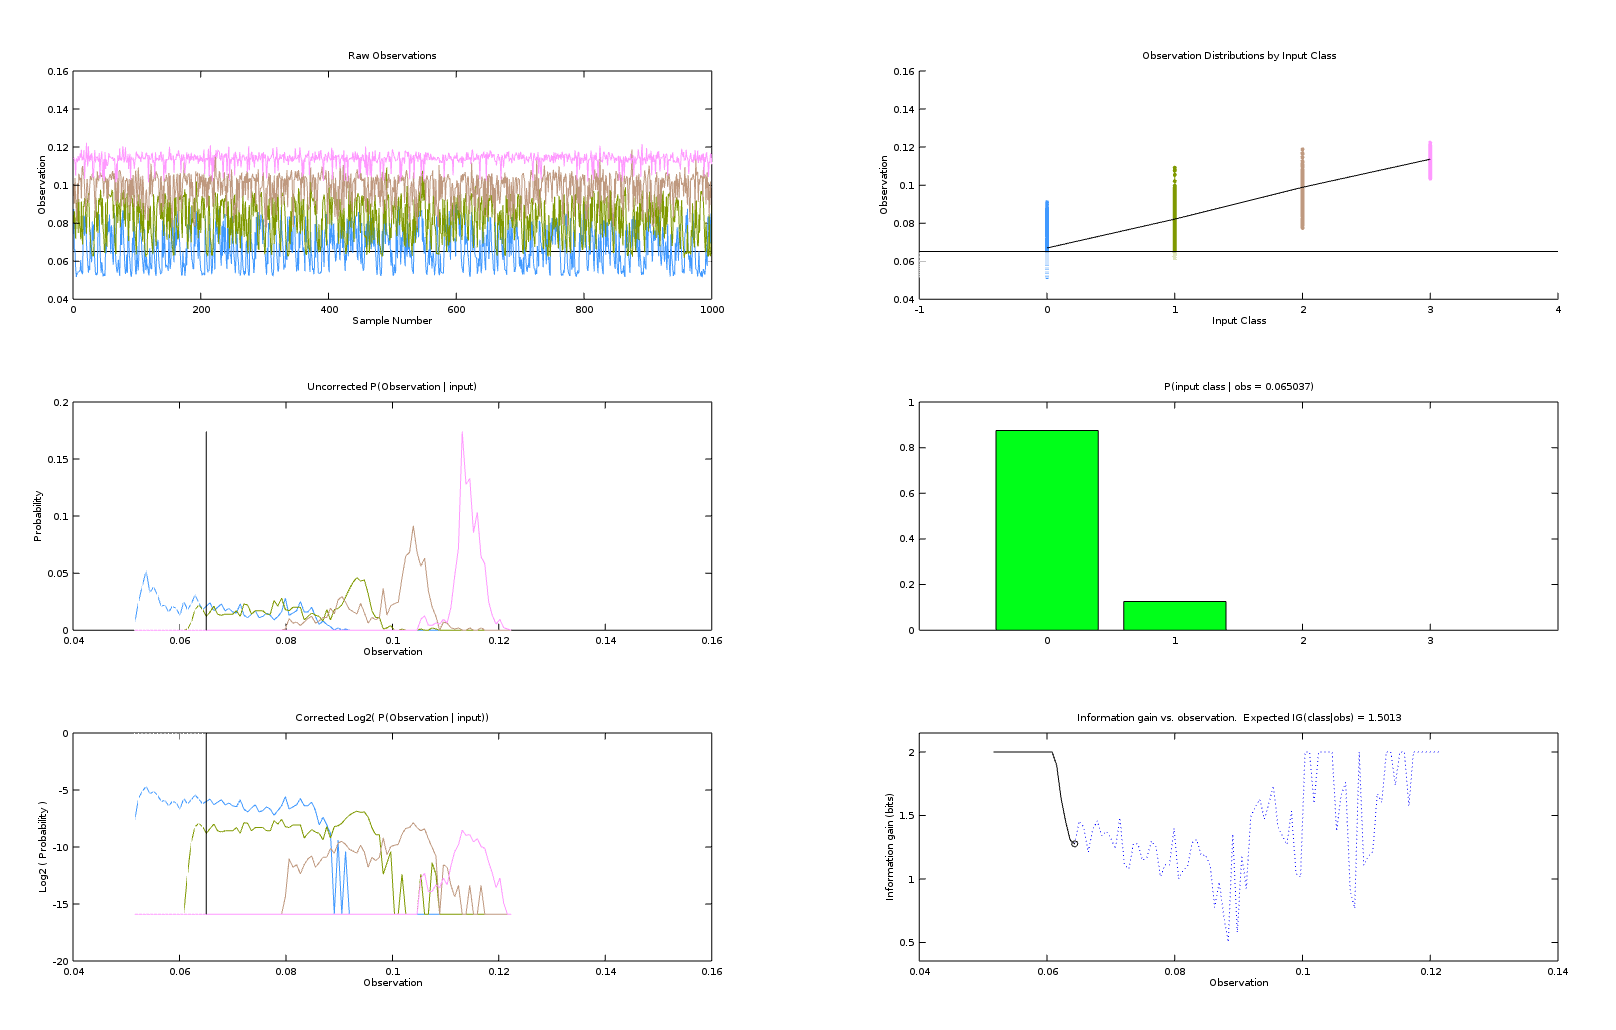 Raw Observations
0.16
0.14
0.12
0.1
0.08
0.06
0.04
Observation
0 200 400 600 800 1000
Sample Number
Observation Distributions by Input Class
0.16
0.14
0.12
0.1
0.08
0.06
0.04
Observation
-1 0 1 2 3 4
Input Class
Uncorrected P(Observation | input)
0.2
0.15
0.1
0.05
0
Probability
0.04 0.06 0.08 0.1 0.12 0.14 0.16
Observation
P(input class | obs = 0.065037)
1
0.8
0.6
0.4
0.2
0
0 1 2 3
Corrected Log2( P(Observation | input))
0
-5
-10
-15
-20
Log2 ( Probability )
0.04 0.06 0.08 0.1 0.12 0.14 0.16
Observation
Information gain vs. observation.  Expected IG(class|obs) = 1.5013
2
1.5
1
0.5
Information gain (bits)
0.04 0.06 0.08 0.1 0.12 0.14
Observation